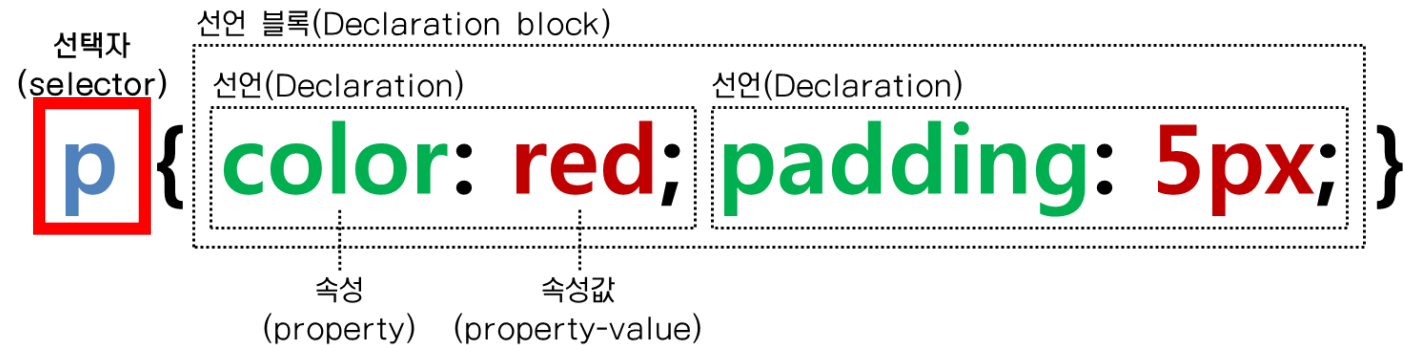 선언 블록(Declaration block)
선택자
(selector)
선언(Declaration) 선언(Declaration)
p { color: red; padding: 5px; }
속성 속성값
(property) (property-value)